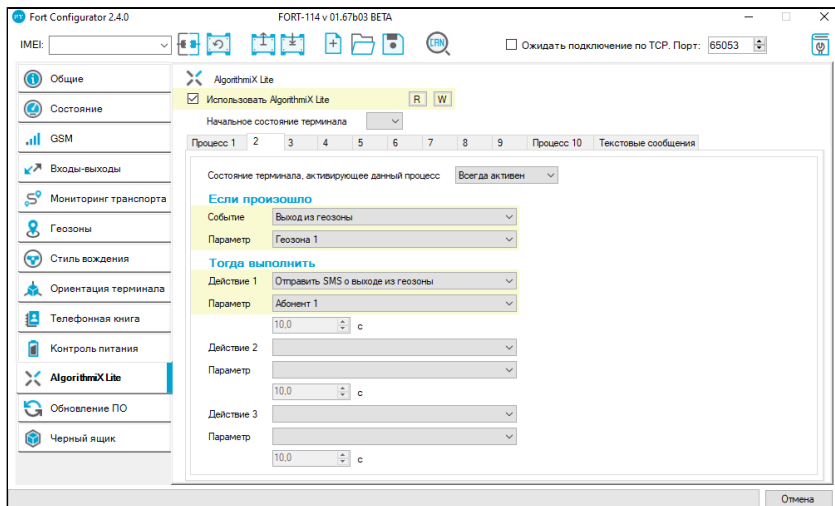 FT Fort Configurator 2.4.0 FORT-114 v 01.67b03 BETA
IMEI: CAN Ожидать подключение по TCP. Порт: 65053
Общие
Состояние
GSM
Входы-выходы
Мониторинг транспорта
Геозоны
Стиль вождения
Ориентация терминала
Телефонная книга
Контроль питания
AlgorithmiX Lite
Обновление ПО
Черный ящик
AlgorithmiX Lite
Использовать AlgorithmiX Lite R W
Начальное состояние терминала
Процесс 1 2 3 4 5 6 7 8 9 Процесс 10 Текстовые сообщения
Состояние терминала, активирующее данный процесс Всегда активен
Если произошло
Событие Выход из геозоны
Параметр Геозона 1
Тогда выполнить
Действие 1 Отправить SMS о выходе из геозоны
Параметр Абонент 1
10,0 с
Действие 2
Параметр
10,0 с
Действие 3
Параметр
10,0 с
Отмена